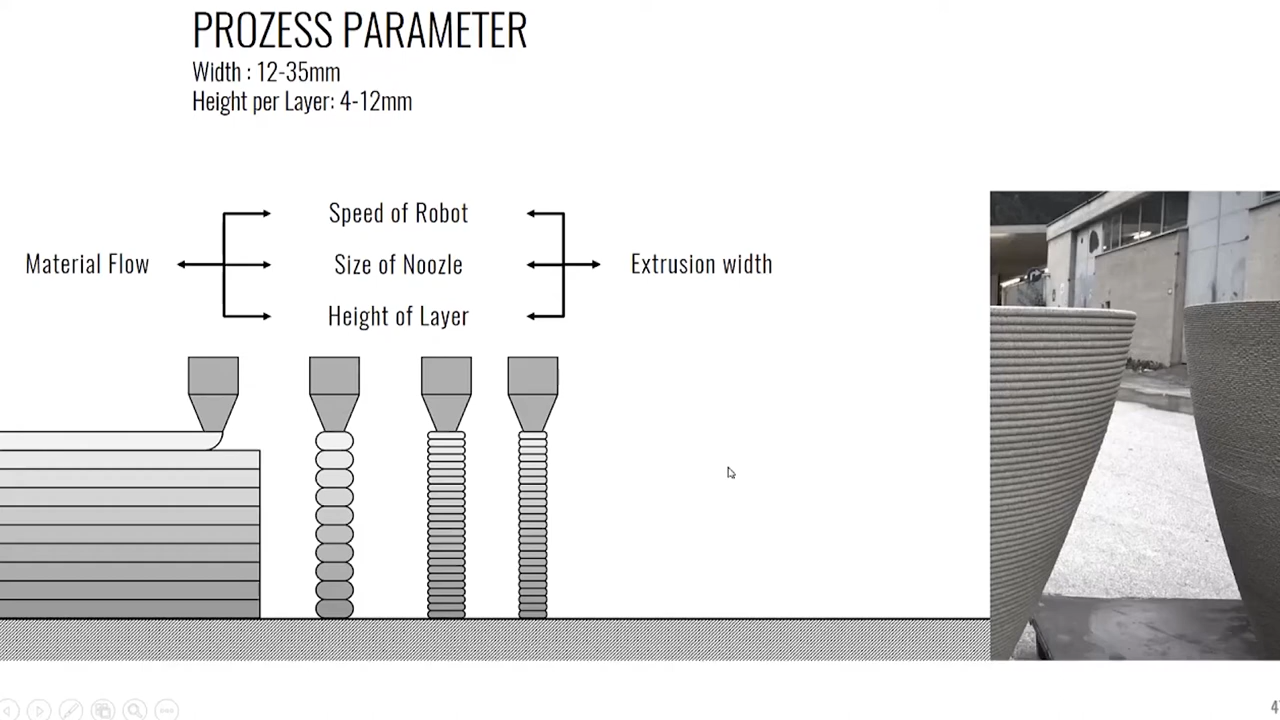 PROZESS PARAMETER
Width : 12-35mm
Height per Layer: 4-12mm
Speed of Robot
Material Flow
Size of Noozle
Extrusion width
Height of Layer